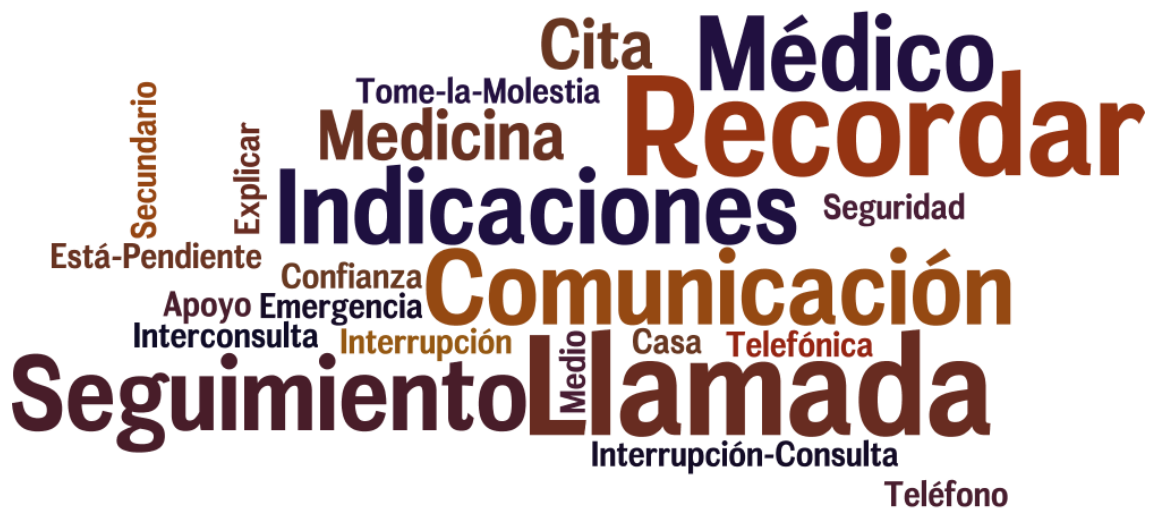 Cita
Médico
Tome-la-Molestia
Recordar
Secundario
Medicina
Explicar
Indicaciones
Seguridad
Está-Pendiente
Confianza
Comunicación
Apoyo
Emergencia
Interconsulta
Interrupción
Medio
Casa
Telefónica
Seguimiento
Llamada
Interrupción-Consulta
Teléfono